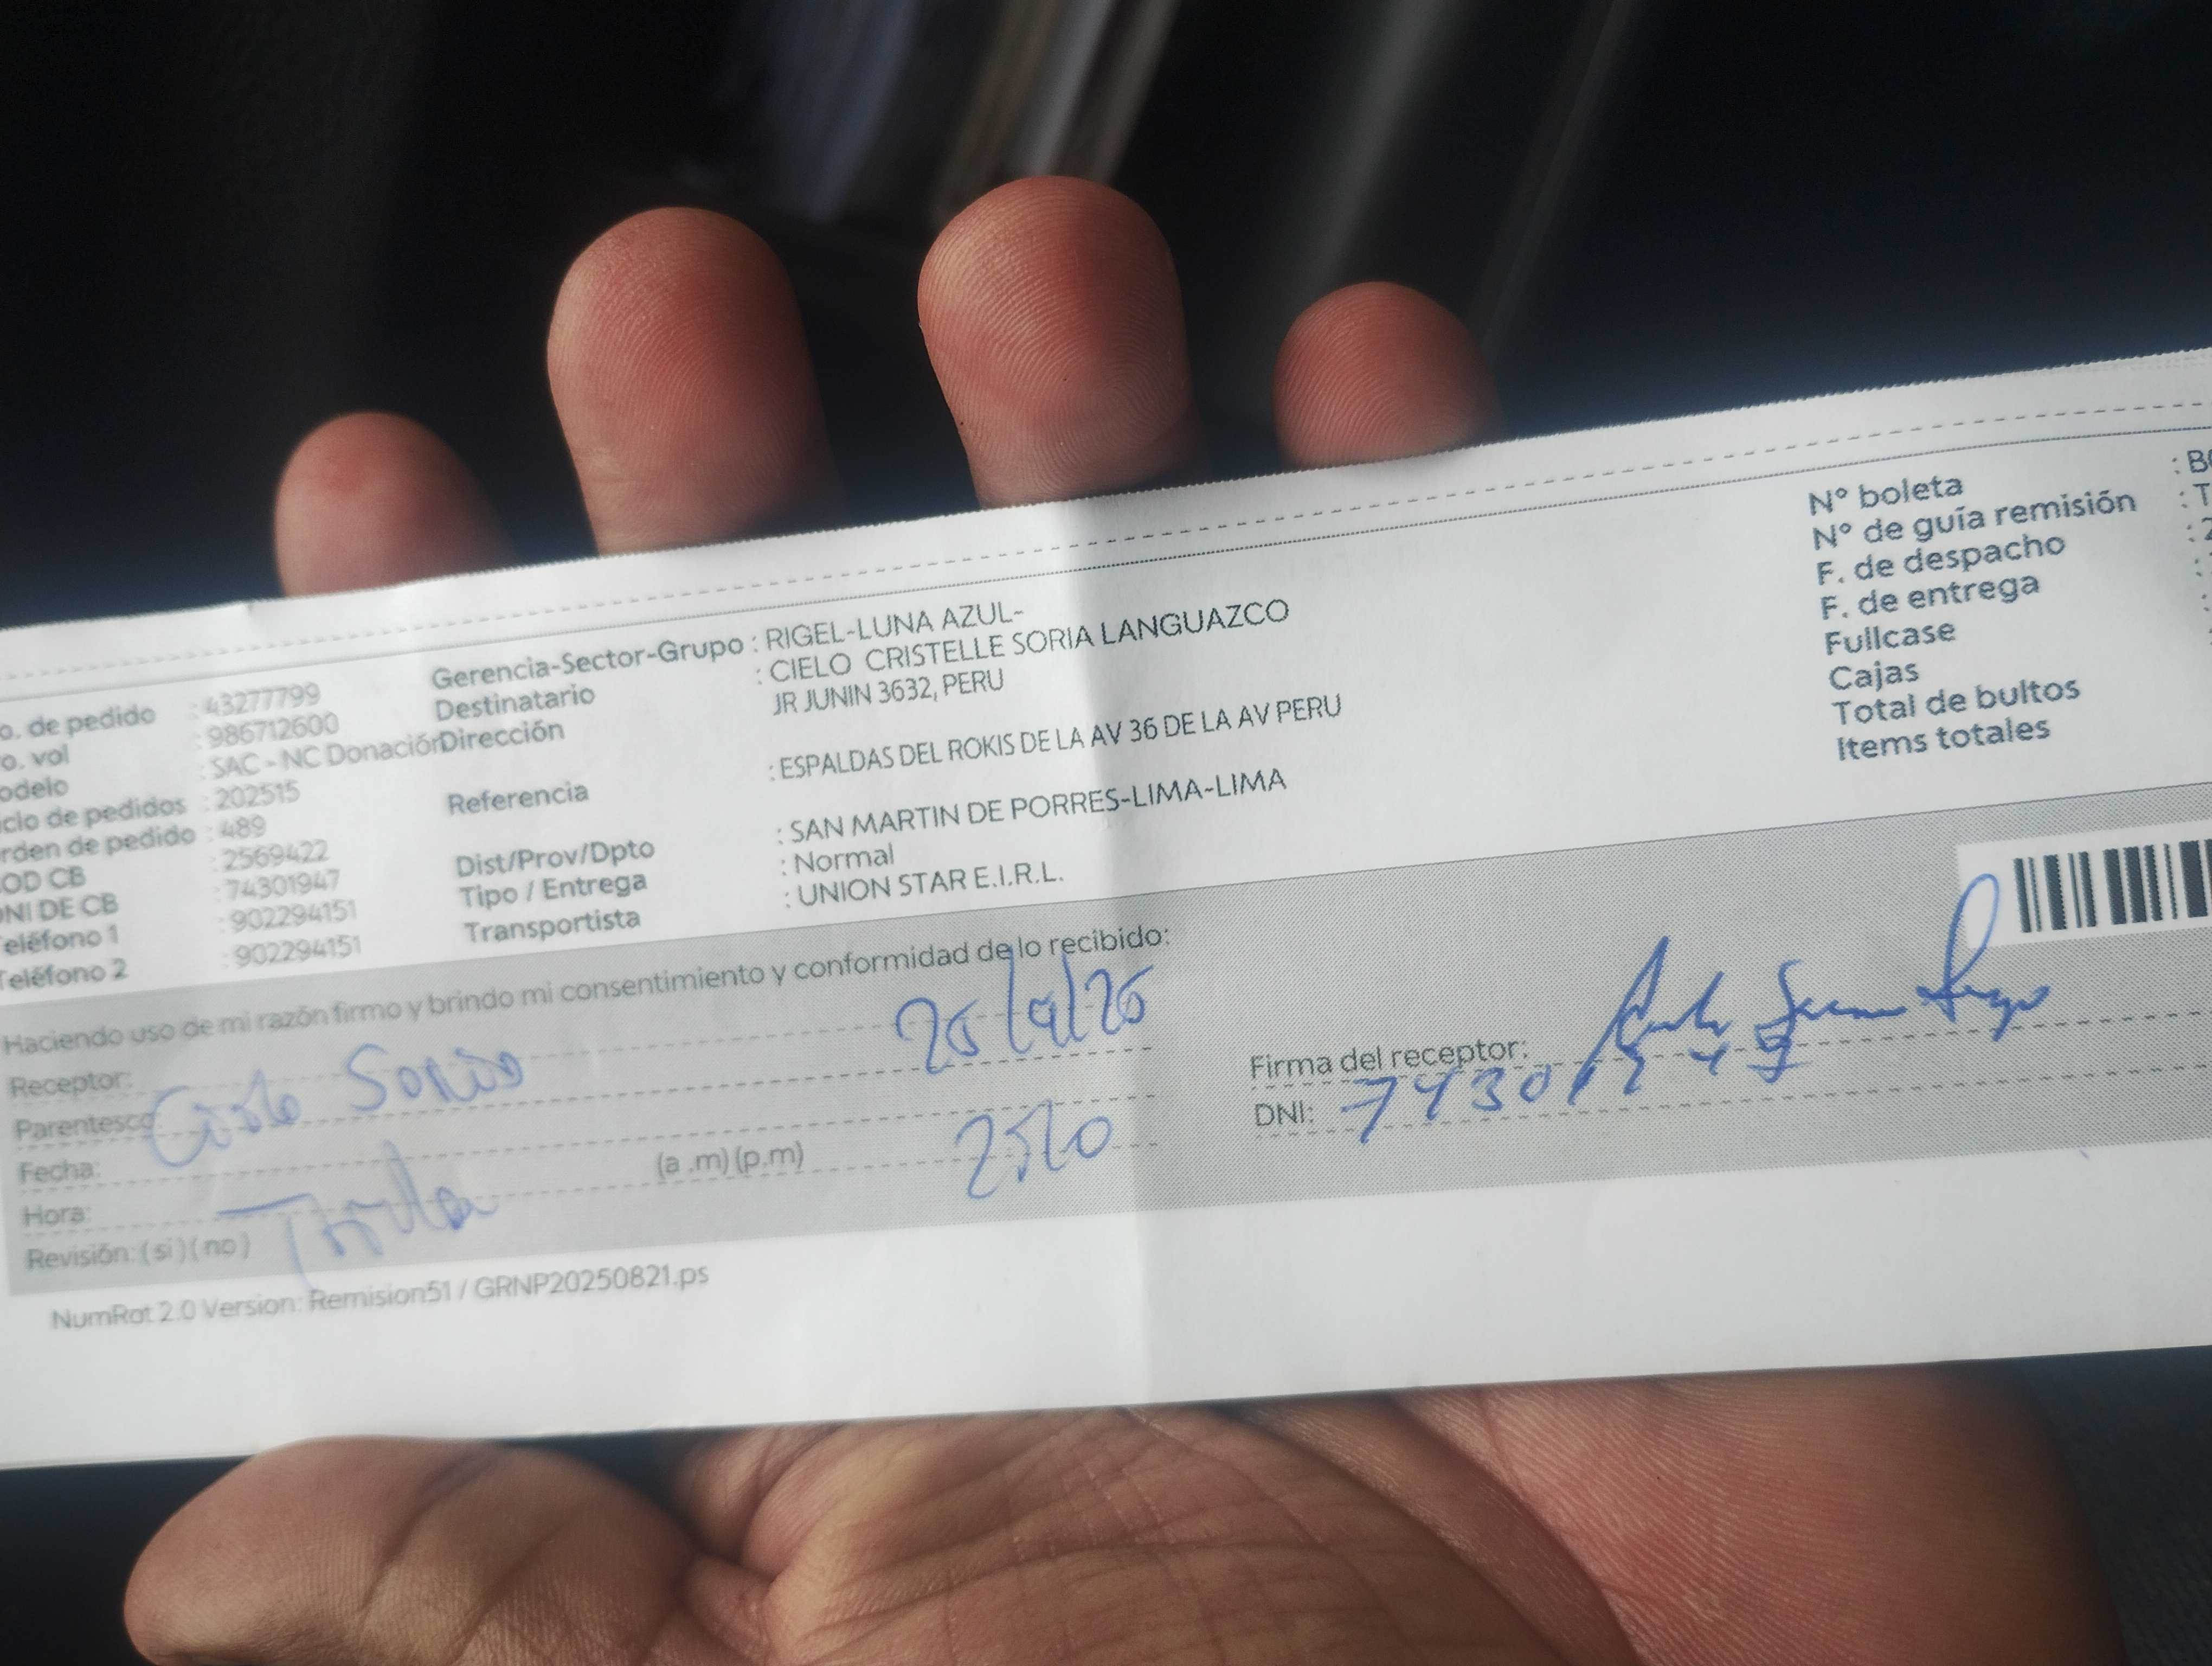 o. de pedido : 43277799
o. vol : 986712600
odelo : SAC - NC Donación
clo de pedidos : 202515
rden de pedido : 489
OD CB : 2569422
NI DE CB : 74301947
Teléfono 1 : 902294151
Teléfono 2 : 902294151
Gerencia-Sector-Grupo : RIGEL-LUNA AZUL-
Destinatario : CIELO CRISTELLE SORIA LANGUAZCO
Dirección JR JUNIN 3632, PERU
Referencia : ESPALDAS DEL ROKIS DE LA AV 36 DE LA AV PERU
Dist/Prov/Dpto : SAN MARTIN DE PORRES-LIMA-LIMA
Tipo / Entrega : Normal
Transportista : UNION STAR E.I.R.L.
N° boleta : B
N° de guía remisión : T
F. de despacho : 2
F. de entrega :
Fullcase :
Cajas
Total de bultos
Items totales
Haciendo uso de mi razón firmo y brindo mi consentimiento y conformidad de lo recibido:
Receptor:
Parentesco Soria
Fecha:
Hora: (a .m) (p.m)
Revisión: ( si ) ( no )
Firma del receptor:
DNI:
NumRot 2.0 Version: Remision51 / GRNP20250821.ps